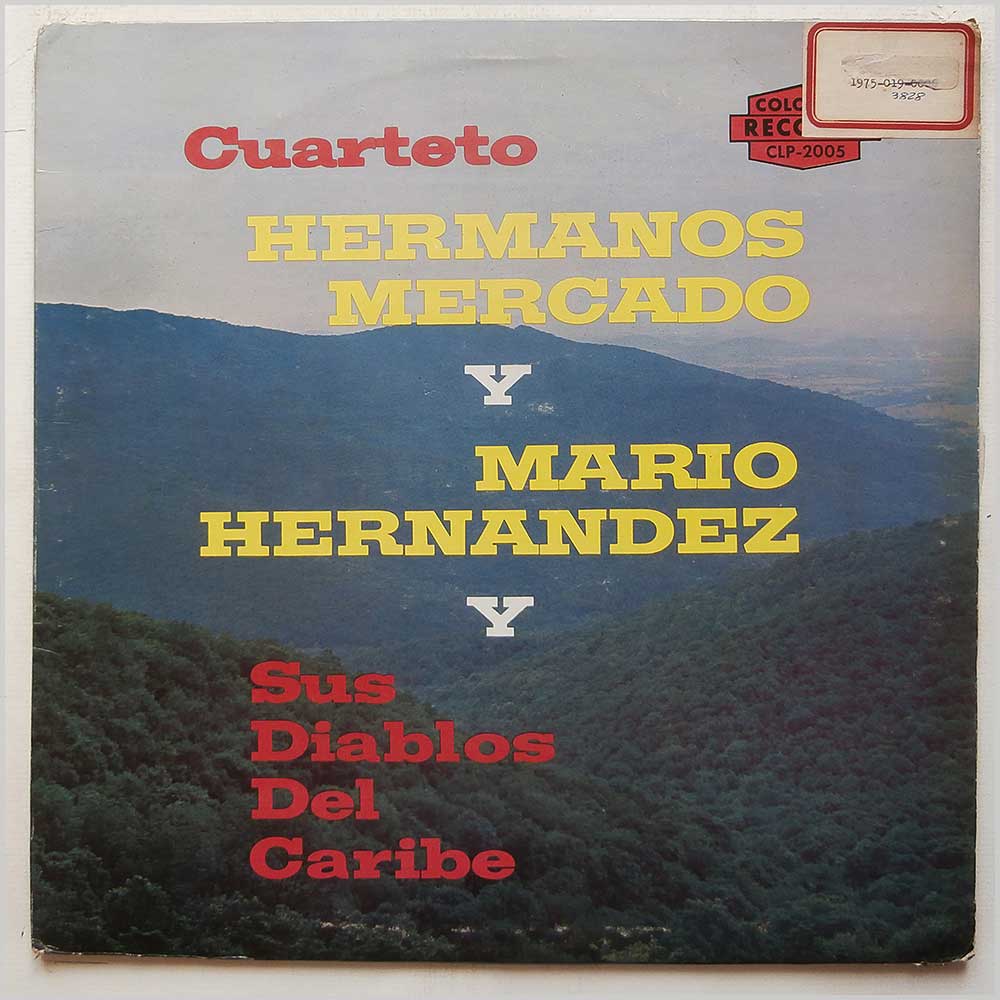 Cuarteto
HERMANOS
MERCADO
Y
MARIO
HERNANDEZ
Y
Sus
Diablos
Del
Caribe
CLP-2005
3828